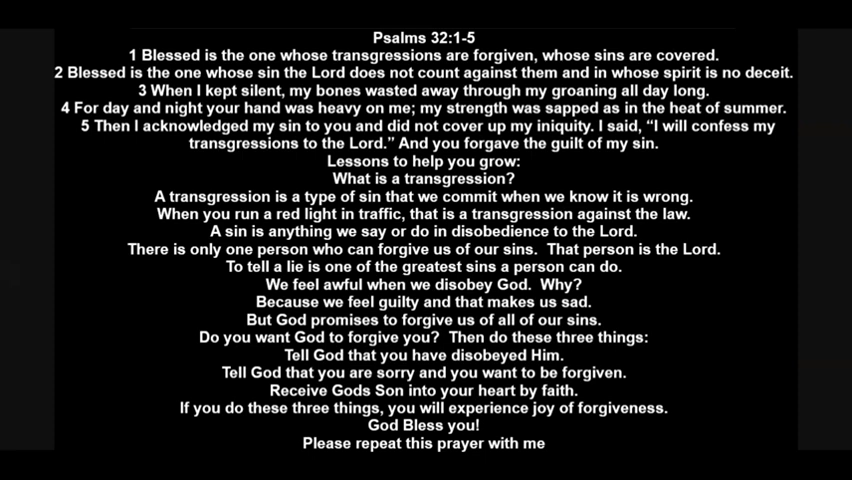 Psalms 32:1-5
1 Blessed is the one whose transgressions are forgiven, whose sins are covered.
2 Blessed is the one whose sin the Lord does not count against them and in whose spirit is no deceit.
3 When I kept silent, my bones wasted away through my groaning all day long.
4 For day and night your hand was heavy on me; my strength was sapped as in the heat of summer.
5 Then I acknowledged my sin to you and did not cover up my iniquity. I said, “I will confess my
transgressions to the Lord.” And you forgave the guilt of my sin.
Lessons to help you grow:
What is a transgression?
A transgression is a type of sin that we commit when we know it is wrong.
When you run a red light in traffic, that is a transgression against the law.
A sin is anything we say or do in disobedience to the Lord.
There is only one person who can forgive us of our sins.  That person is the Lord.
To tell a lie is one of the greatest sins a person can do.
We feel awful when we disobey God.  Why?
Because we feel guilty and that makes us sad.
But God promises to forgive us of all of our sins.
Do you want God to forgive you?  Then do these three things:
Tell God that you have disobeyed Him.
Tell God that you are sorry and you want to be forgiven.
Receive Gods Son into your heart by faith.
If you do these three things, you will experience joy of forgiveness.
God Bless you!
Please repeat this prayer with me